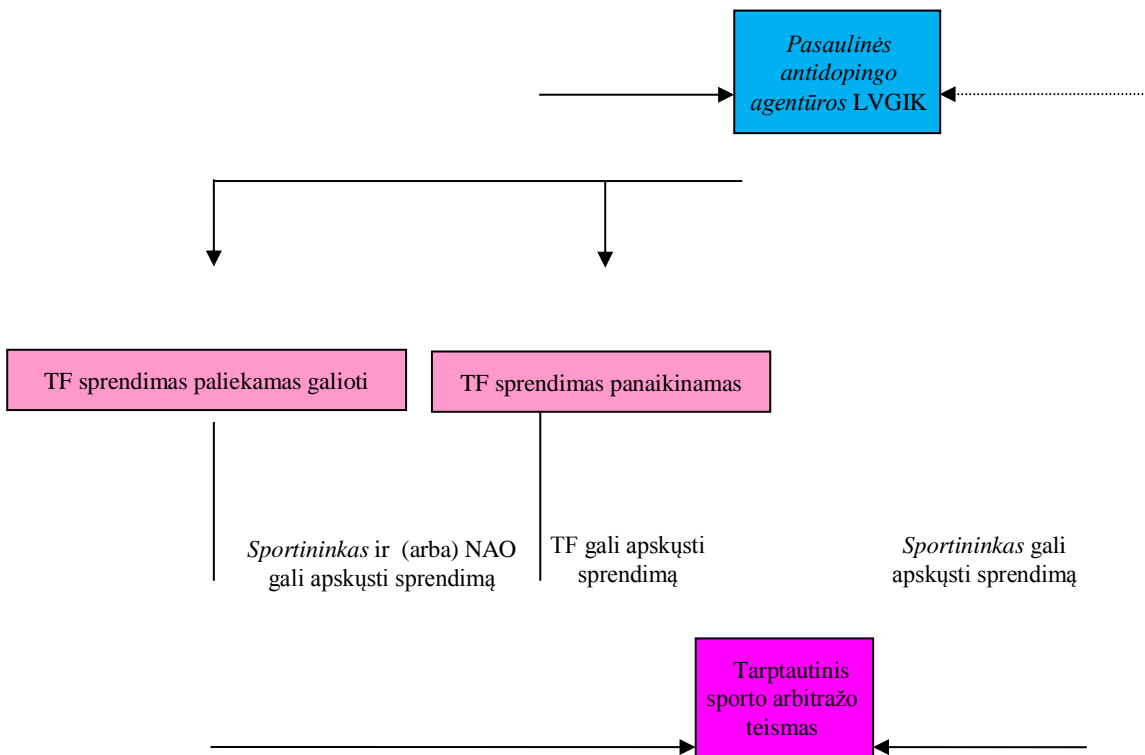 Pasaulinės
antidopingo
agentūros LVGIK
TF sprendimas paliekamas galioti
TF sprendimas panaikinamas
Sportininkas ir (arba) NAO
gali apskųsti sprendimą
TF gali apskųsti
sprendimą
Sportininkas gali
apskųsti sprendimą
Tarptautinis
sporto arbitražo
teismas